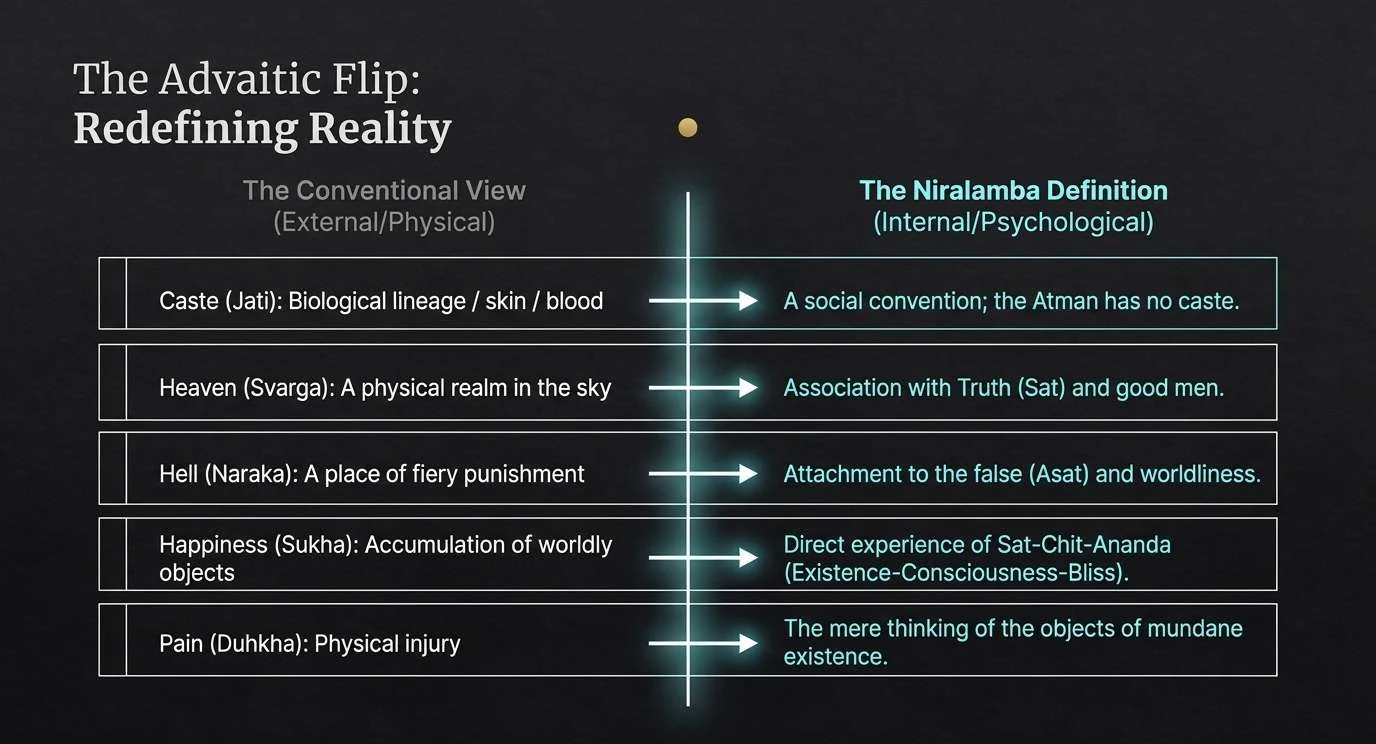 The Advaitic Flip:
Redefining Reality
The Conventional View
(External/Physical)
The Niralamba Definition
(Internal/Psychological)
Caste (Jati): Biological lineage / skin / blood
A social convention; the Atman has no caste.
Heaven (Svarga): A physical realm in the sky
Association with Truth (Sat) and good men.
Hell (Naraka): A place of fiery punishment
Attachment to the false (Asat) and worldliness.
Happiness (Sukha): Accumulation of worldly
objects
Direct experience of Sat-Chit-Ananda
(Existence-Consciousness-Bliss).
Pain (Duhkha): Physical injury
The mere thinking of the objects of mundane
existence.